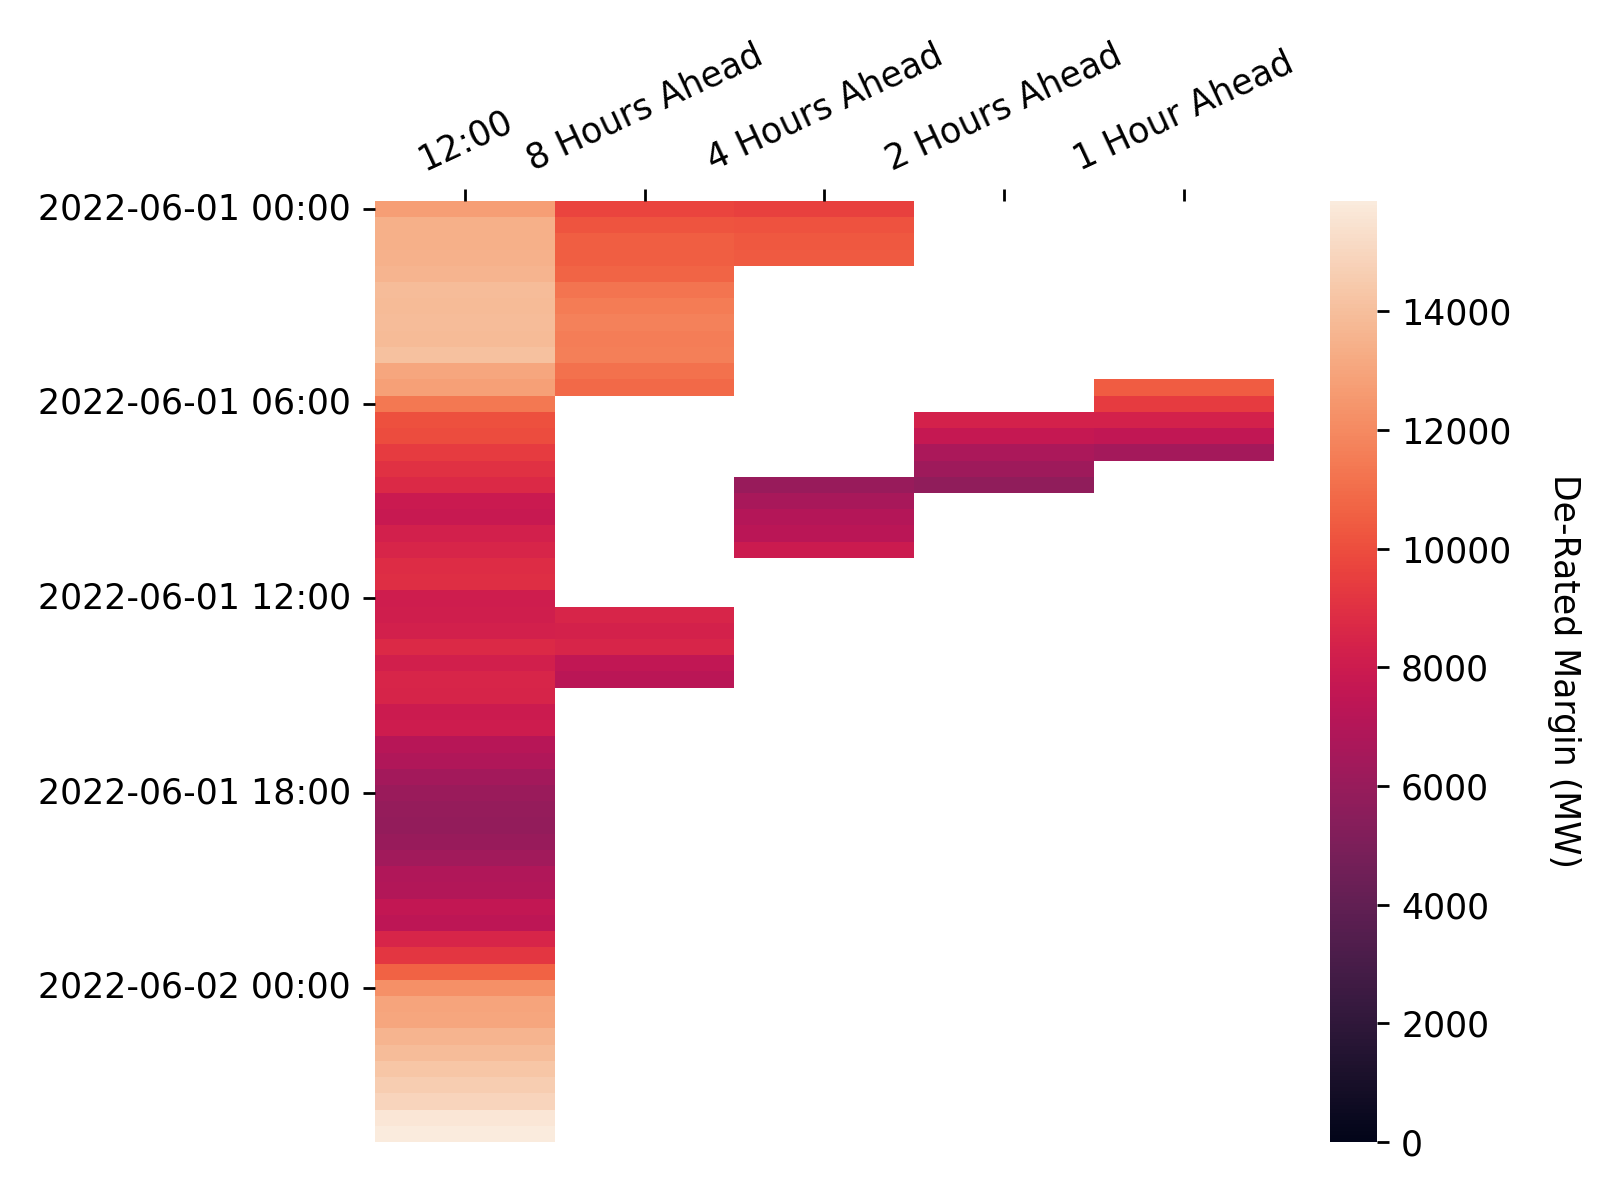 12:00
8 Hours Ahead
4 Hours Ahead
2 Hours Ahead
1 Hour Ahead
2022-06-01 00:00
2022-06-01 06:00
2022-06-01 12:00
2022-06-01 18:00
2022-06-02 00:00
14000
12000
10000
8000
6000
4000
2000
0
De-Rated Margin (MW)